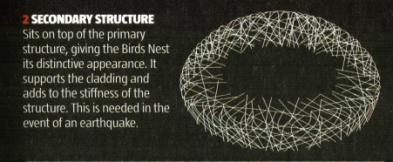 2 SECONDARY STRUCTURE
Sits on top of the primary
structure, giving the Birds Nest
its distinctive appearance. It
supports the cladding and
adds to the stiffness of the
structure. This is needed in the
event of an earthquake.